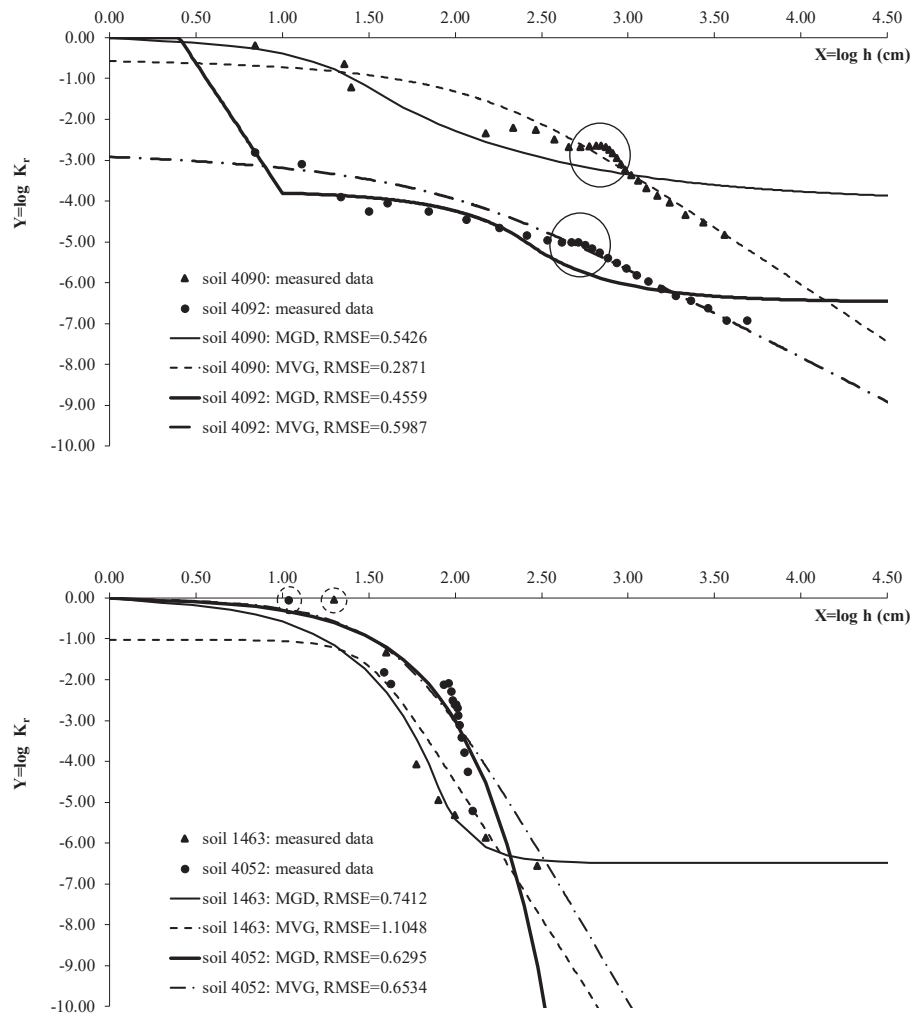 0.00 0.50 1.00 1.50 2.00 2.50 3.00 3.50 4.00 4.50
X=log h (cm)
0.00
-1.00
-2.00
-3.00
-4.00
-5.00
-6.00
-7.00
-8.00
-9.00
-10.00
Y=log Kr
soil 4090: measured data
soil 4092: measured data
soil 4090: MGD, RMSE=0.5426
soil 4090: MVG, RMSE=0.2871
soil 4092: MGD, RMSE=0.4559
soil 4092: MVG, RMSE=0.5987
0.00 0.50 1.00 1.50 2.00 2.50 3.00 3.50 4.00 4.50
X=log h (cm)
0.00
-1.00
-2.00
-3.00
-4.00
-5.00
-6.00
-7.00
-8.00
-9.00
-10.00
Y=log Kr
soil 1463: measured data
soil 4052: measured data
soil 1463: MGD, RMSE=0.7412
soil 1463: MVG, RMSE=1.1048
soil 4052: MGD, RMSE=0.6295
soil 4052: MVG, RMSE=0.6534